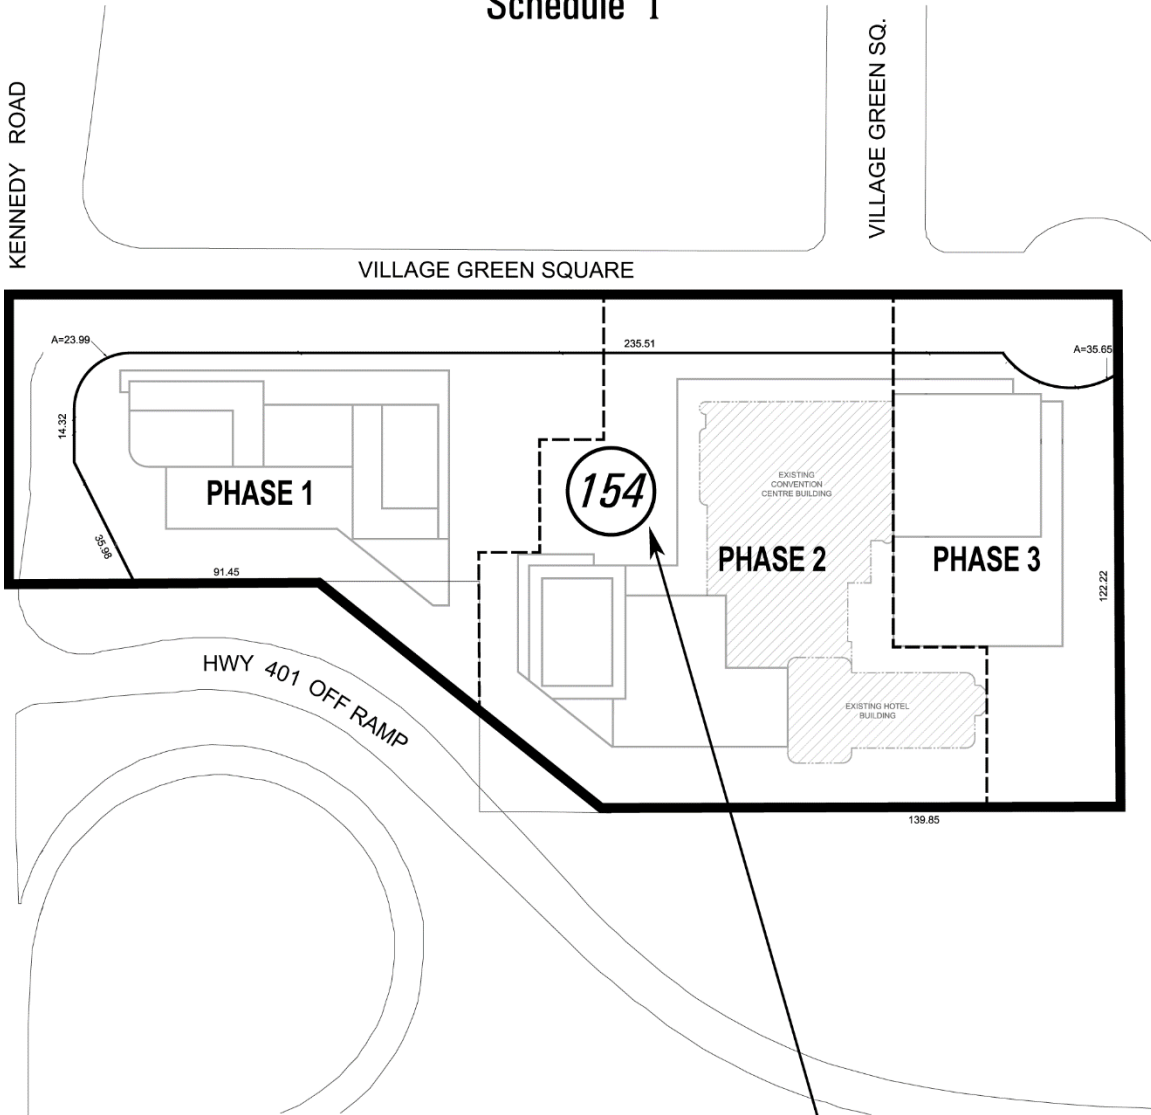 Schedule 1
KENNEDY ROAD
VILLAGE GREEN SQ.
VILLAGE GREEN SQUARE
A=23.99
235.51
A=35.65
14.32
PHASE 1
154
EXISTING
CONVENTION
CENTRE BUILDING
35.98
PHASE 2
PHASE 3
91.45
122.22
HWY 401 OFF RAMP
EXISTING HOTEL
BUILDING
139.85